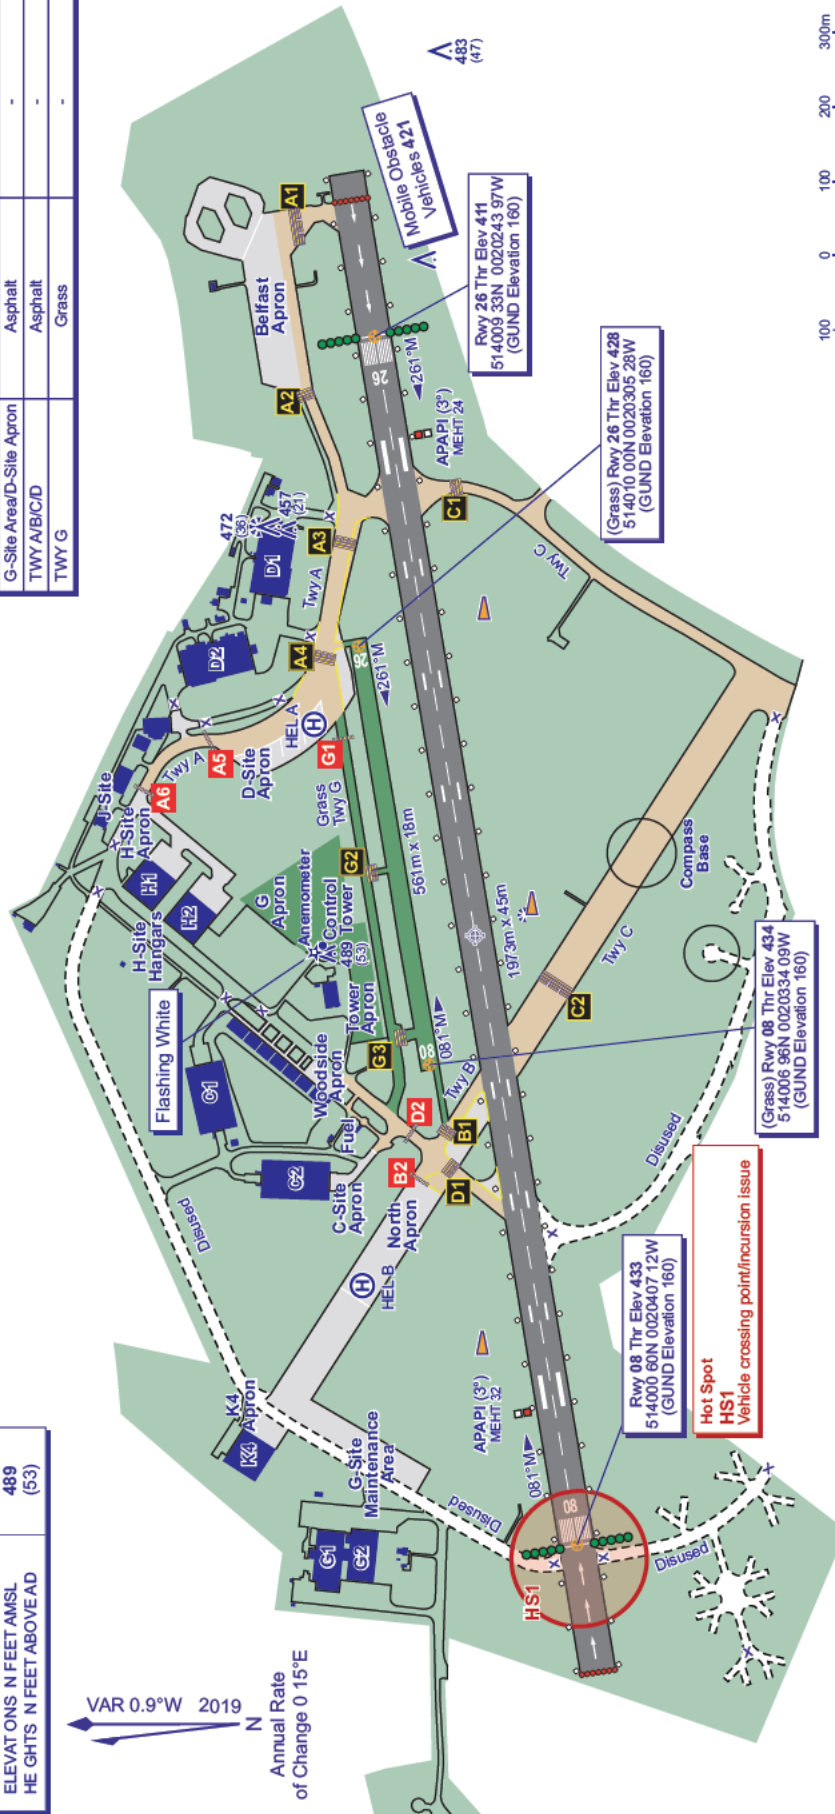 G-Site Area/D-Site Apron Asphalt -
TWY A/B/C/D Asphalt -
TWY G Grass -
ELEVAT ONS N FEET AMSL
HE GHTS N FEET ABOVE AD
489
(53)
VAR 0.9°W 2019
N
Annual Rate
of Change 0 15°E
300m
200
100
0
100
483
(47)
Mobile Obstacle
Vehicles 421
Rwy 26 Thr Elev 411
514009 33N 0020243 97W
(GUND Elevation 160)
(Grass) Rwy 26 Thr Elev 428
514010 00N 0020305 28W
(GUND Elevation 160)
(Grass) Rwy 08 Thr Elev 434
514006 96N 0020334 09W
(GUND Elevation 160)
Rwy 08 Thr Elev 433
514000 60N 0020407 12W
(GUND Elevation 160)
Hot Spot
HS1
Vehicle crossing point/incursion issue
Flashing White
A1
Belfast
Apron
A2
26
261°M
APAPI (3°)
MEHT 24
C1
Twy C
472
(36)
457
(21)
D1
A3
Twy A
D2
A4
26
261°M
HEL A
H
D-Site
Apron
A5
Twy A
A6
J-Site
H-Site
Apron
H1
H2
H-Site
Hangars
G1
Grass
Twy G
G2
561m x 18m
G
Apron
Anemometer
Control
Tower
489
(53)
Tower
Apron
G3
081°M
08
1973m x 45m
Compass
Base
Twy C
C2
Twy B
B1
D2
B2
D1
Woodside
Apron
Fuel
C1
C2
C-Site
Apron
North
Apron
H
HEL B
Disused
Disused
K4
Apron
K4
G-Site
Maintenance
Area
G1
G2
APAPI (3°)
MEHT 32
081°M
08
Disused
HS1
Disused